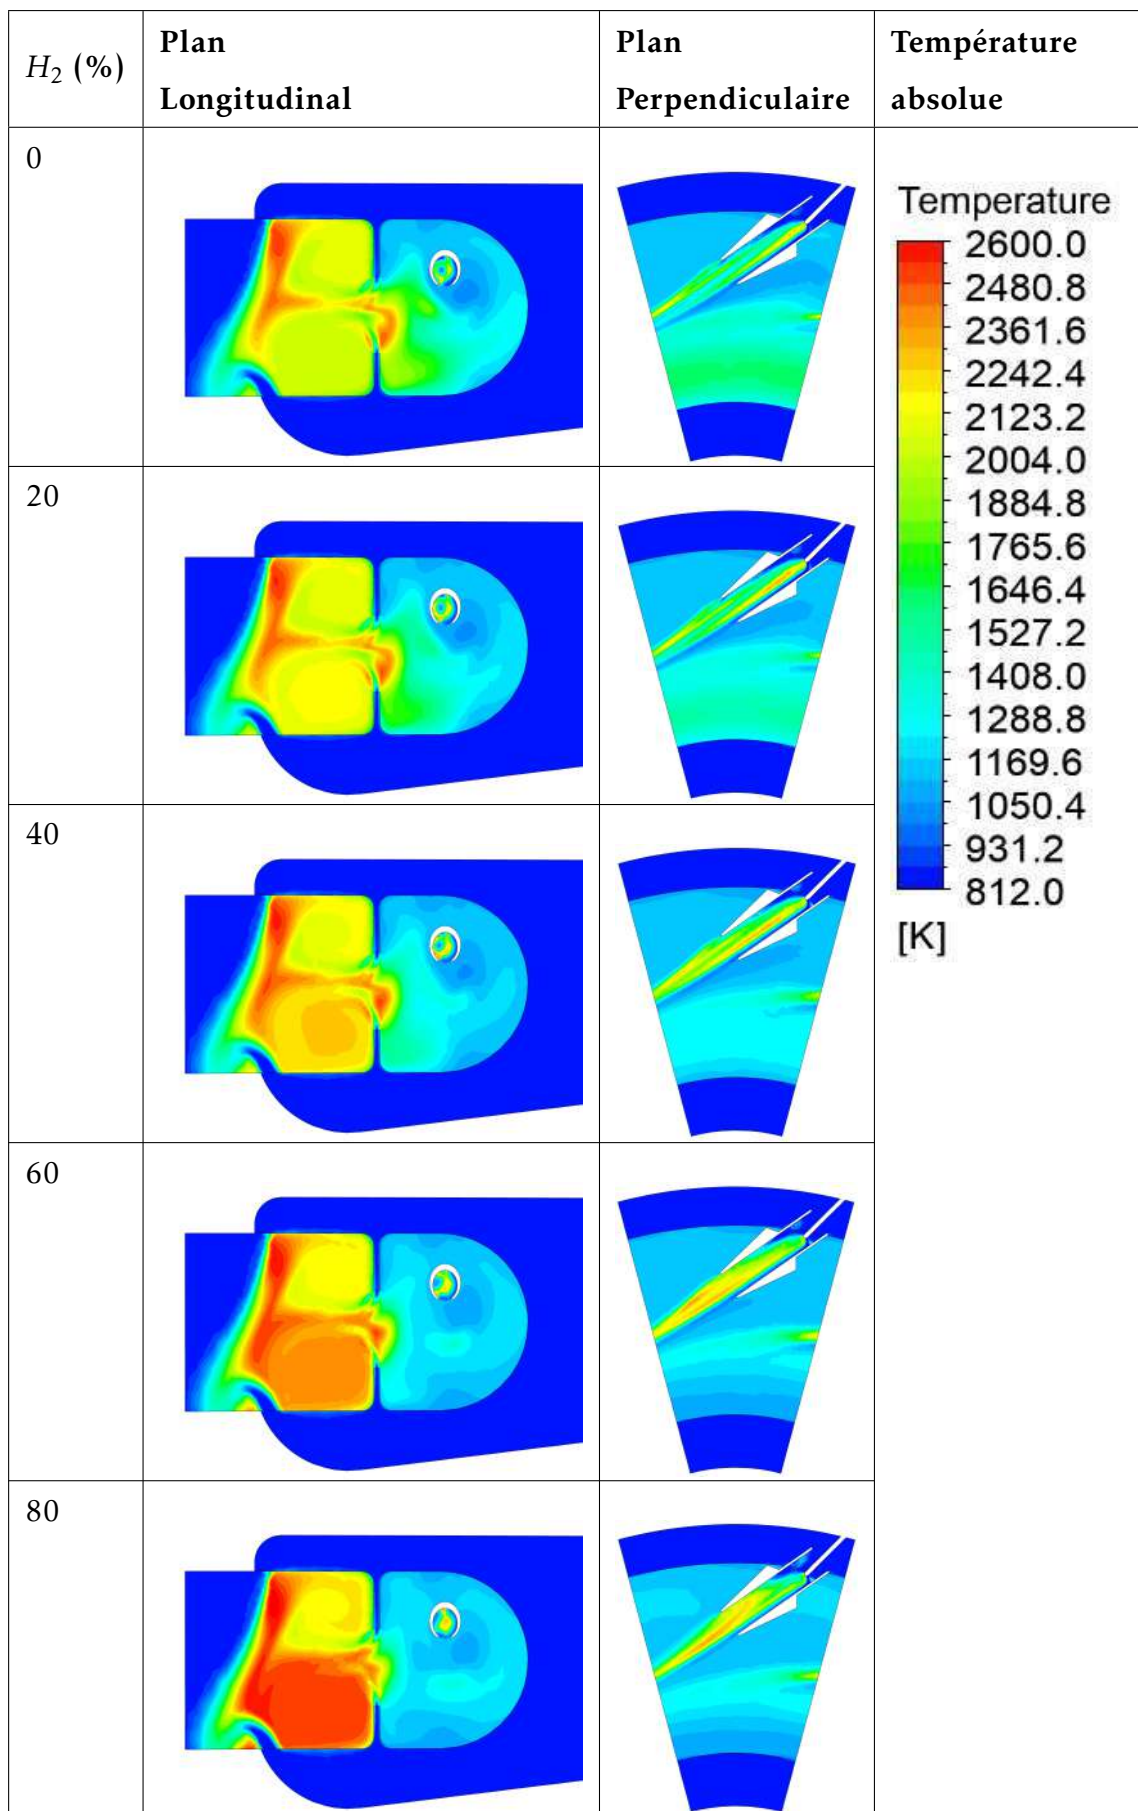 H₂ (%)
Plan
Longitudinal
Plan
Perpendiculaire
Température
absolue
0
Temperature
2600.0
2480.8
2361.6
2242.4
2123.2
2004.0
1884.8
1765.6
1646.4
1527.2
1408.0
1288.8
1169.6
1050.4
931.2
812.0
[K]
20
40
60
80